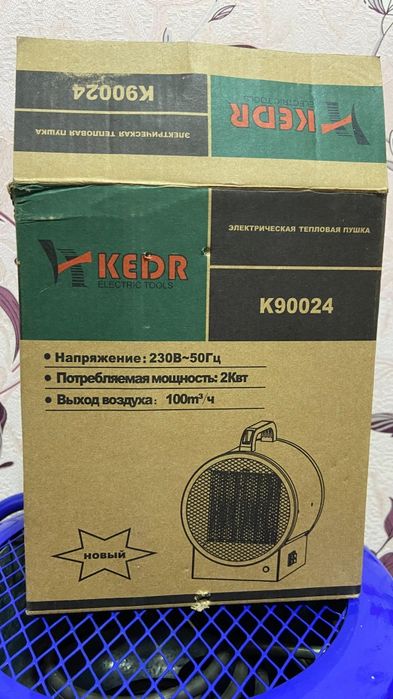 K90024
ЭЛЕКТРИЧЕСКАЯ ТЕПЛОВАЯ ПУШКА
KEDR
ELECTRIC TOOLS
KEDR
ELECTRIC TOOLS
ЭЛЕКТРИЧЕСКАЯ ТЕПЛОВАЯ ПУШКА
K90024
● Напряжение: 230В~50Гц
● Потребляемая мощность: 2Квт
● Выход воздуха: 100m³/ч
НОВЫЙ